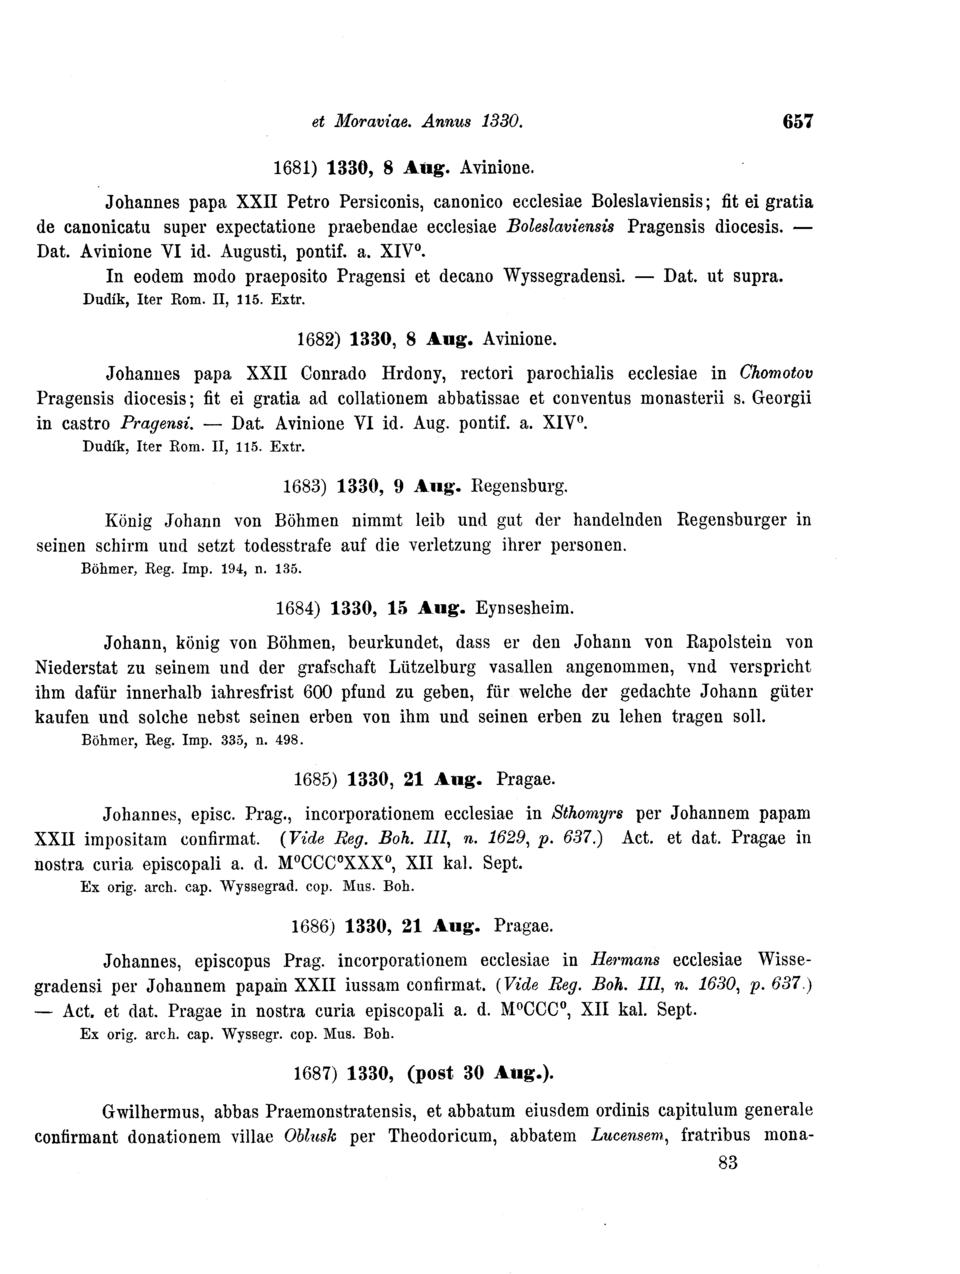 et Moraviae. Annus 1330. 657
1681) 1330, 8 Aug. Avinione.
Johannes papa XXII Petro Persiconis, canonico ecclesiae Boleslaviensis; fit ei gratia
de canonicatu super expectatione praebendae ecclesiae Boleslaviensis Pragensis diocesis. —
Dat. Avinione VI id. Augusti, pontif. a. XIV⁰.
In eodem modo praeposito Pragensi et decano Wyssegradensi. — Dat. ut supra.
Dudík, Iter Rom. II, 115. Extr.
1682) 1330, 8 Aug. Avinione.
Johannes papa XXII Conrado Hrdony, rectori parochialis ecclesiae in Chomotov
Pragensis diocesis; fit ei gratia ad collationem abbatissae et conventus monasterii s. Georgii
in castro Pragensi. — Dat. Avinione VI id. Aug. pontif. a. XIV⁰.
Dudík, Iter Rom. II, 115. Extr.
1683) 1330, 9 Aug. Regensburg.
König Johann von Böhmen nimmt leib und gut der handelnden Regensburger in
seinen schirm und setzt todesstrafe auf die verletzung ihrer personen.
Böhmer, Reg. Imp. 194, n. 135.
1684) 1330, 15 Aug. Eynsesheim.
Johann, könig von Böhmen, beurkundet, dass er den Johann von Rapolstein von
Niederstat zu seinem und der grafschaft Lützelburg vasallen angenommen, vnd verspricht
ihm dafür innerhalb iahresfrist 600 pfund zu geben, für welche der gedachte Johann güter
kaufen und solche nebst seinen erben von ihm und seinen erben zu lehen tragen soll.
Böhmer, Reg. Imp. 335, n. 498.
1685) 1330, 21 Aug. Pragae.
Johannes, episc. Prag., incorporationem ecclesiae in Sthomyrs per Johannem papam
XXII impositam confirmat. (Vide Reg. Boh. III, n. 1629, p. 637.) Act. et dat. Pragae in
nostra curia episcopali a. d. M⁰CCC⁰XXX⁰, XII kal. Sept.
Ex orig. arch. cap. Wyssegrad. cop. Mus. Boh.
1686) 1330, 21 Aug. Pragae.
Johannes, episcopus Prag. incorporationem ecclesiae in Hermans ecclesiae Wisse-
gradensi per Johannem papam XXII iussam confirmat. (Vide Reg. Boh. III, n. 1630, p. 637.)
— Act. et dat. Pragae in nostra curia episcopali a. d. M⁰CCC⁰, XII kal. Sept.
Ex orig. arch. cap. Wyssegr. cop. Mus. Boh.
1687) 1330, (post 30 Aug.).
Gwilhermus, abbas Praemonstratensis, et abbatum eiusdem ordinis capitulum generale
confirmant donationem villae Oblusk per Theodoricum, abbatem Lucensem, fratribus mona-
83